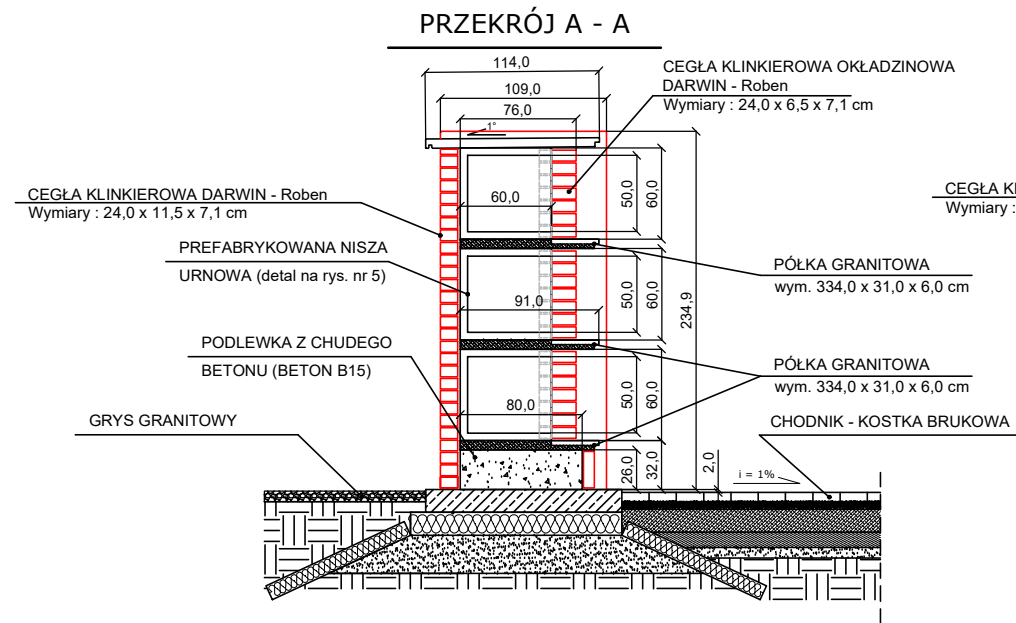 PRZEKRÓJ A - A
114,0
109,0
76,0
1°
CEGŁA KLINKIEROWA OKŁADZINOWA
DARWIN - Roben
Wymiary : 24,0 x 6,5 x 7,1 cm
CEGŁA KLINKIEROWA DARWIN - Roben
Wymiary : 24,0 x 11,5 x 7,1 cm
60,0
50,0
60,0
CEGŁA KL
Wymiary :
PREFABRYKOWANA NISZA
URNOWA (detal na rys. nr 5)
PÓŁKA GRANITOWA
wym. 334,0 x 31,0 x 6,0 cm
91,0
50,0
60,0
234,9
PODLEWKA Z CHUDEGO
BETONU (BETON B15)
PÓŁKA GRANITOWA
wym. 334,0 x 31,0 x 6,0 cm
80,0
50,0
60,0
GRYS GRANITOWY
CHODNIK - KOSTKA BRUKOWA
26,0
32,0
2,0
i = 1%